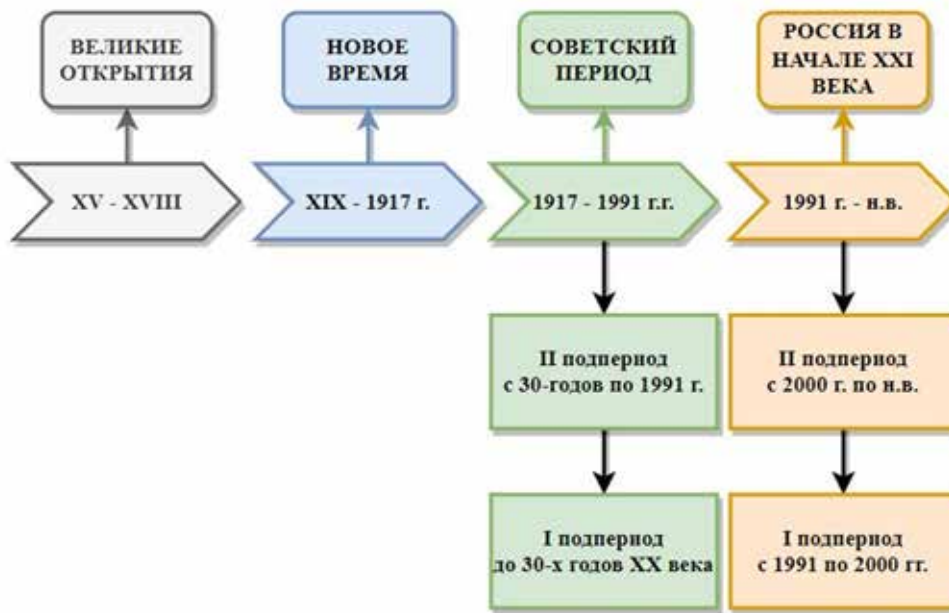 ВЕЛИКИЕ
ОТКРЫТИЯ
НОВОЕ
ВРЕМЯ
СОВЕТСКИЙ
ПЕРИОД
РОССИЯ В
НАЧАЛЕ XXI
ВЕКА
XV - XVIII
XIX - 1917 г.
1917 - 1991 г.г.
1991 г. - н.в.
II подпериод
с 30-годов по 1991 г.
II подпериод
с 2000 г. по н.в.
I подпериод
до 30-х годов XX века
I подпериод
с 1991 по 2000 гг.